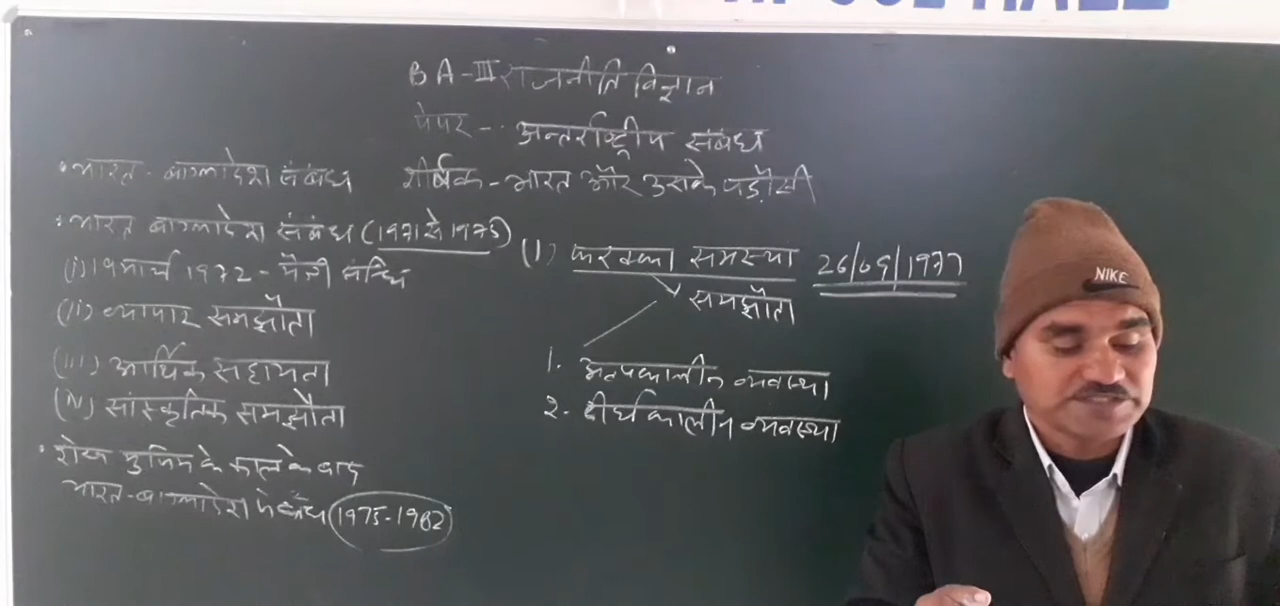 BA-III राजनीति विज्ञान
पेपर - अन्तर्राष्ट्रीय संबंध
शीर्षक - भारत और उसके पड़ौसी
भारत - बाग्लादेश संबंध
भारत बाग्लादेश संबंध (1971 से 1975)
(i) 19 मार्च 1972 - मैत्री संन्धि
(ii) व्यापार समझौता
(iii) आर्थिक सहायता
(iv) सांस्कृतिक समझौता
शेख मुजिब के काल के बाद
भारत - बाग्लादेश संबंध 1975-1982
(1) फरक्का समस्या 26/09/1977
समझौता
1. अल्पकालीन व्यवस्था
2. दीर्घकालीन व्यवस्था
NIKE